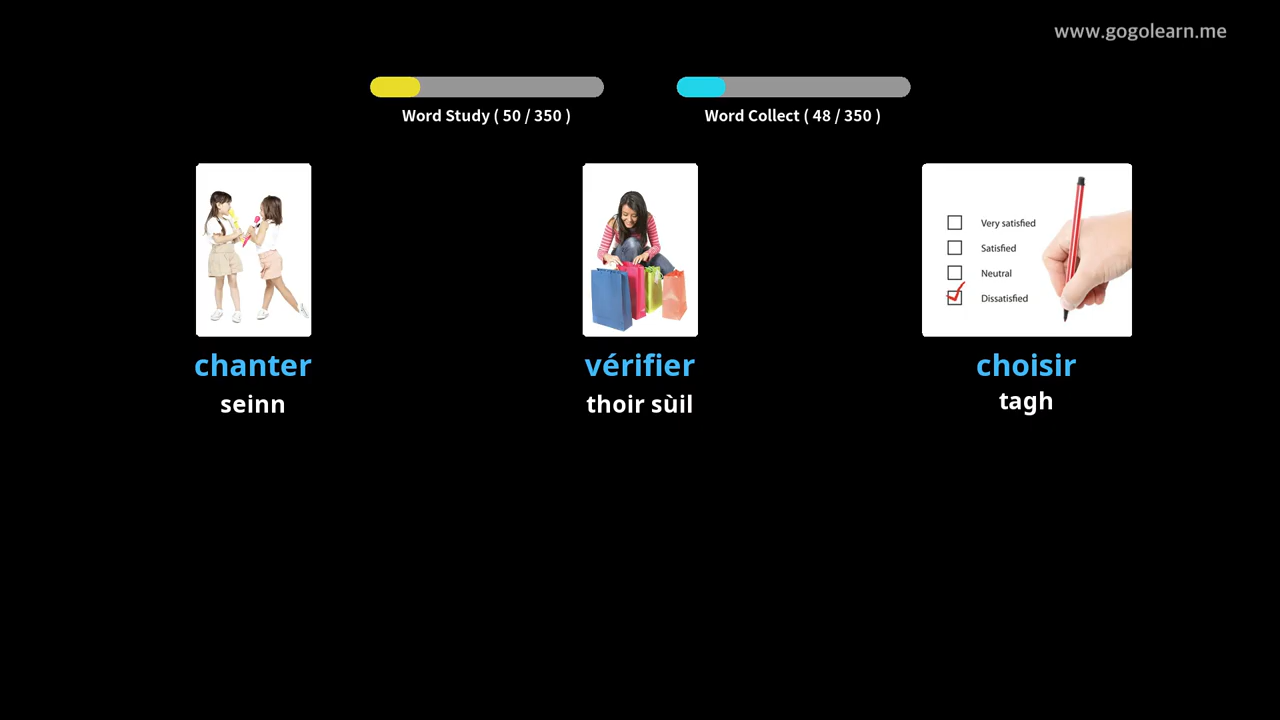 www.gogolearn.me
Word Study ( 50 / 350 )
Word Collect ( 48 / 350 )
Very satisfied
Satisfied
Neutral
Dissatisfied
chanter
vérifier
choisir
seinn
thoir sùil
tagh